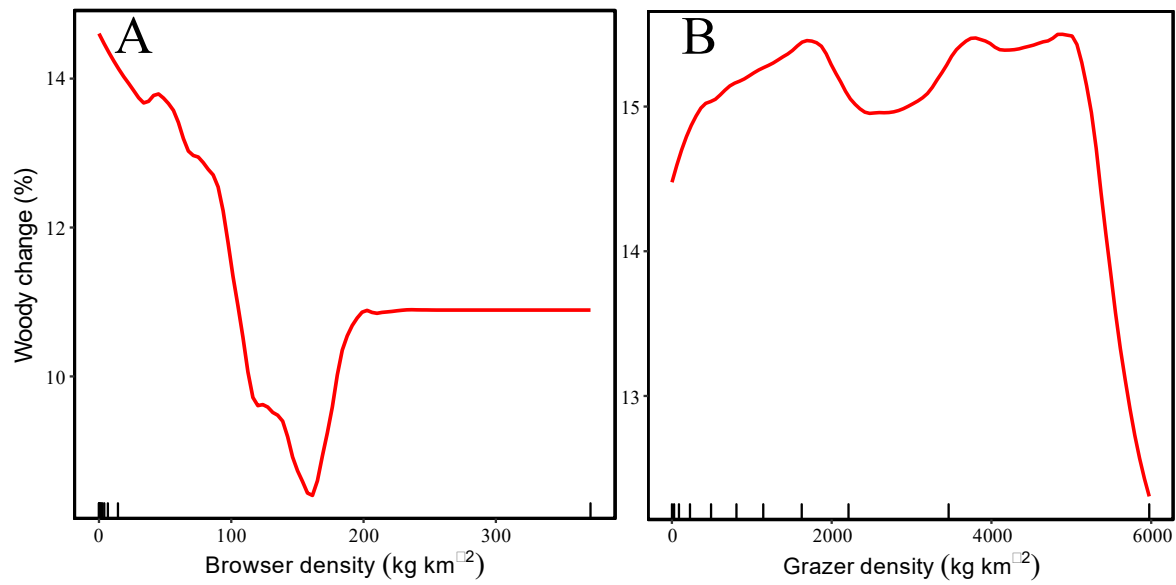 A
B
14
12
10
Woody change (%)
0
100
200
300
Browser density (kg km□2)
15
14
13
0
2000
4000
6000
Grazer density (kg km□2)